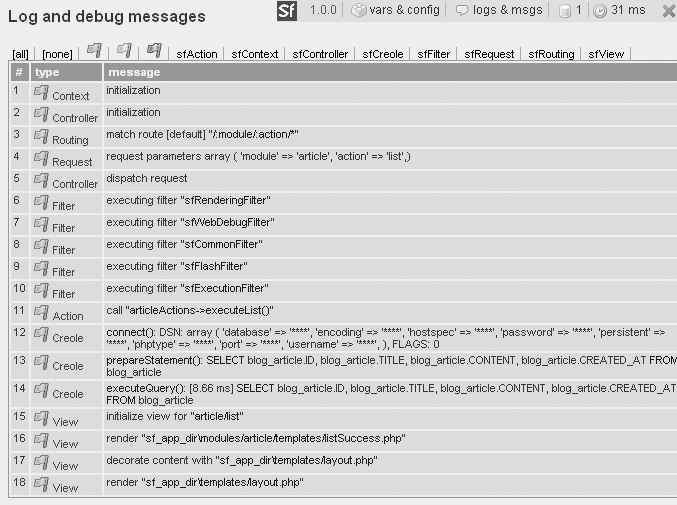 Log and debug messages
Sf 1.0.0 vars & config logs & msgs 1 31 ms
[all] [none] sfAction sfContext sfController sfCreole sfFilter sfRequest sfRouting sfView
# type message
1 Context initialization
2 Controller initialization
3 Routing match route [default] "/:module/:action/*"
4 Request request parameters array ( 'module' => 'article', 'action' => 'list',)
5 Controller dispatch request
6 Filter executing filter "sfRenderingFilter"
7 Filter executing filter "sfWebDebugFilter"
8 Filter executing filter "sfCommonFilter"
9 Filter executing filter "sfFlashFilter"
10 Filter executing filter "sfExecutionFilter"
11 Action call "articleActions->executeList()"
12 Creole connect(): DSN: array ( 'database' => '****', 'encoding' => '****', 'hostspec' => '****', 'password' => '****', 'persistent' =>
'****', 'phptype' => '****', 'port' => '****', 'username' => '****', ), FLAGS: 0
13 Creole prepareStatement(): SELECT blog_article.ID, blog_article.TITLE, blog_article.CONTENT, blog_article.CREATED_AT FROM
blog_article
14 Creole executeQuery(): [8.66 ms] SELECT blog_article.ID, blog_article.TITLE, blog_article.CONTENT, blog_article.CREATED_AT
FROM blog_article
15 View initialize view for "article/list"
16 View render "sf_app_dir\modules/article/templates/listSuccess.php"
17 View decorate content with "sf_app_dir\templates/layout.php"
18 View render "sf_app_dir\templates/layout.php"